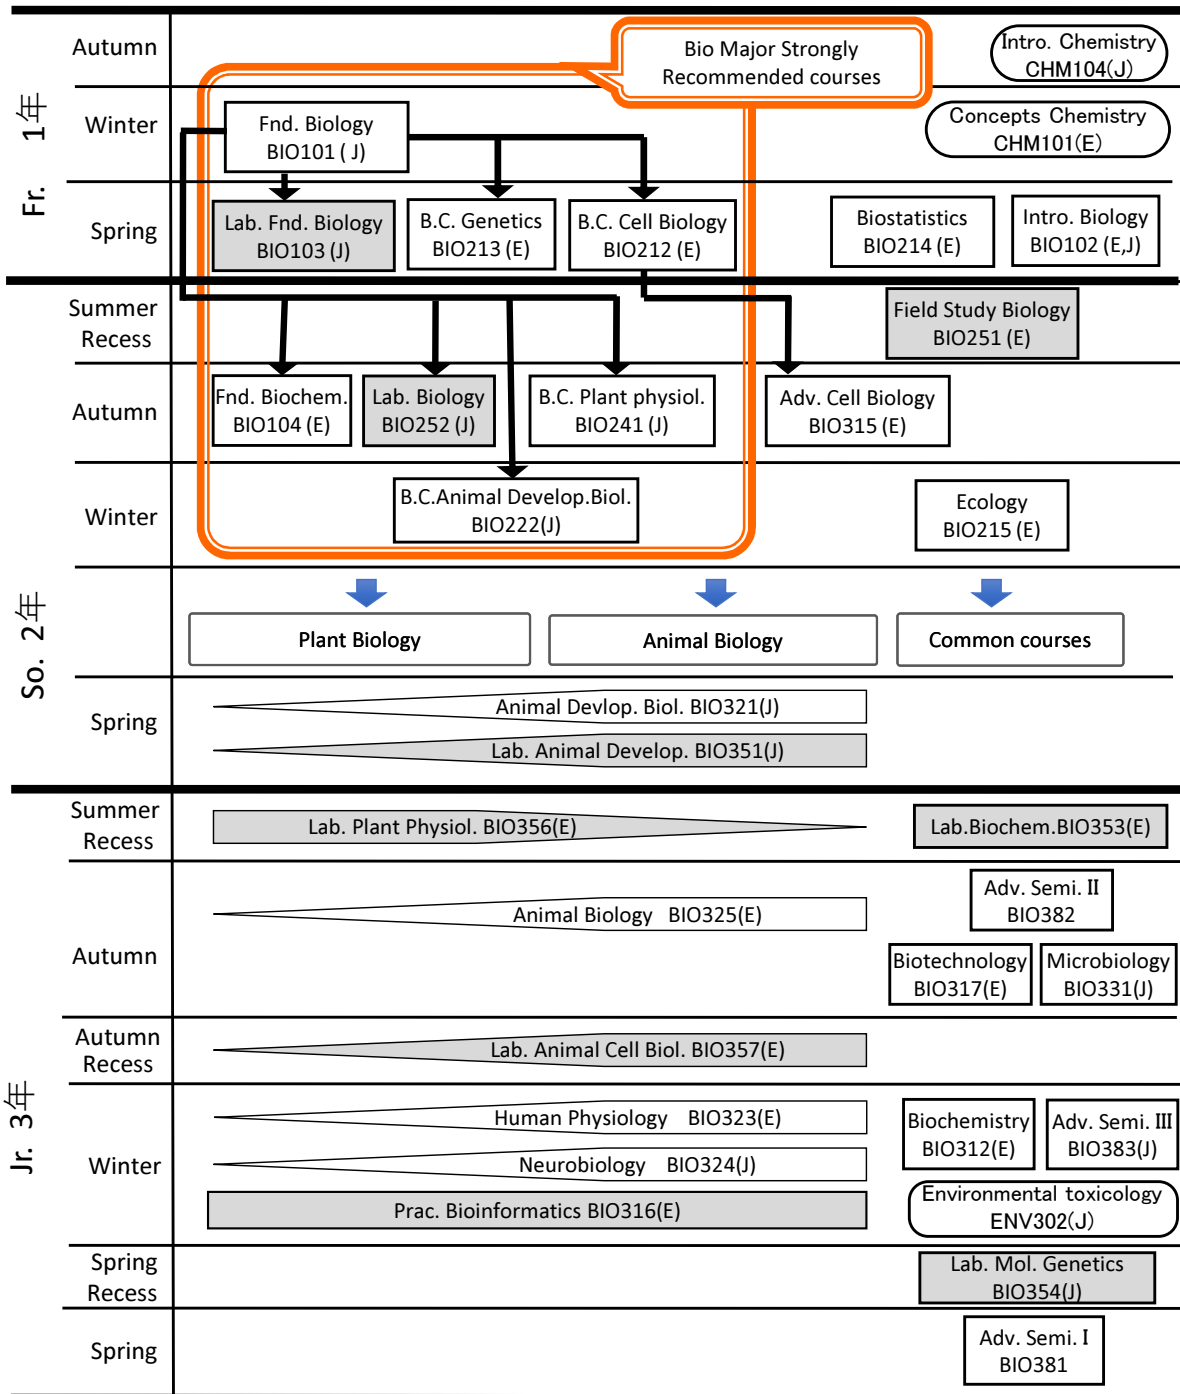 Fr. 1年
Autumn
Bio Major Strongly
Recommended courses
Intro. Chemistry
CHM104(J)
Winter
Fnd. Biology
BIO101 ( J)
Concepts Chemistry
CHM101(E)
Spring
Lab. Fnd. Biology
BIO103 (J)
B.C. Genetics
BIO213 (E)
B.C. Cell Biology
BIO212 (E)
Biostatistics
BIO214 (E)
Intro. Biology
BIO102 (E,J)
So. 2年
Summer
Recess
Field Study Biology
BIO251 (E)
Autumn
Fnd. Biochem.
BIO104 (E)
Lab. Biology
BIO252 (J)
B.C. Plant physiol.
BIO241 (J)
Adv. Cell Biology
BIO315 (E)
Winter
B.C.Animal Develop.Biol.
BIO222(J)
Ecology
BIO215 (E)
Plant Biology
Animal Biology
Common courses
Spring
Animal Devlop. Biol. BIO321(J)
Lab. Animal Develop. BIO351(J)
Jr. 3年
Summer
Recess
Lab. Plant Physiol. BIO356(E)
Lab.Biochem.BIO353(E)
Autumn
Animal Biology BIO325(E)
Adv. Semi. II
BIO382
Biotechnology
BIO317(E)
Microbiology
BIO331(J)
Autumn
Recess
Lab. Animal Cell Biol. BIO357(E)
Winter
Human Physiology BIO323(E)
Neurobiology BIO324(J)
Prac. Bioinformatics BIO316(E)
Biochemistry
BIO312(E)
Adv. Semi. III
BIO383(J)
Environmental toxicology
ENV302(J)
Spring
Recess
Lab. Mol. Genetics
BIO354(J)
Spring
Adv. Semi. I
BIO381